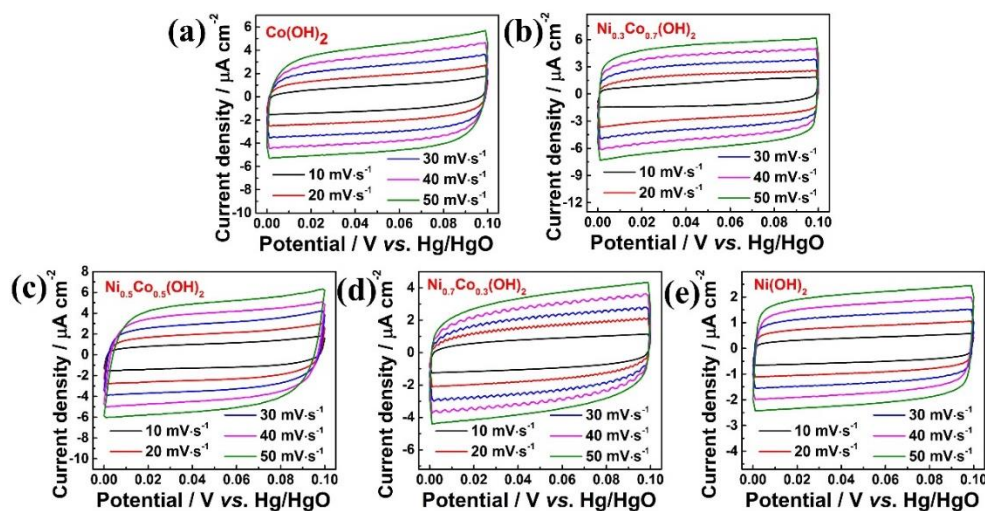 (a)
Co(OH)₂
Current density / μA cm⁻²
6
4
2
0
-2
-4
-6
-8
-10
10 mV·s⁻¹
20 mV·s⁻¹
30 mV·s⁻¹
40 mV·s⁻¹
50 mV·s⁻¹
0.00 0.02 0.04 0.06 0.08 0.10
Potential / V vs. Hg/HgO
(b)
Ni₀.₃Co₀.₇(OH)₂
Current density / μA cm⁻²
6
3
0
-3
-6
-9
-12
10 mV·s⁻¹
20 mV·s⁻¹
30 mV·s⁻¹
40 mV·s⁻¹
50 mV·s⁻¹
0.00 0.02 0.04 0.06 0.08 0.10
Potential / V vs. Hg/HgO
(c)
Ni₀.₅Co₀.₅(OH)₂
Current density / μA cm⁻²
8
6
4
2
0
-2
-4
-6
-8
-10
10 mV·s⁻¹
20 mV·s⁻¹
30 mV·s⁻¹
40 mV·s⁻¹
50 mV·s⁻¹
0.00 0.02 0.04 0.06 0.08 0.10
Potential / V vs. Hg/HgO
(d)
Ni₀.₇Co₀.₃(OH)₂
Current density / μA cm⁻²
4
2
0
-2
-4
-6
10 mV·s⁻¹
20 mV·s⁻¹
30 mV·s⁻¹
40 mV·s⁻¹
50 mV·s⁻¹
0.00 0.02 0.04 0.06 0.08 0.10
Potential / V vs. Hg/HgO
(e)
Ni(OH)₂
Current density / μA cm⁻²
2
1
0
-1
-2
-4
10 mV·s⁻¹
20 mV·s⁻¹
30 mV·s⁻¹
40 mV·s⁻¹
50 mV·s⁻¹
0.00 0.02 0.04 0.06 0.08 0.10
Potential / V vs. Hg/HgO